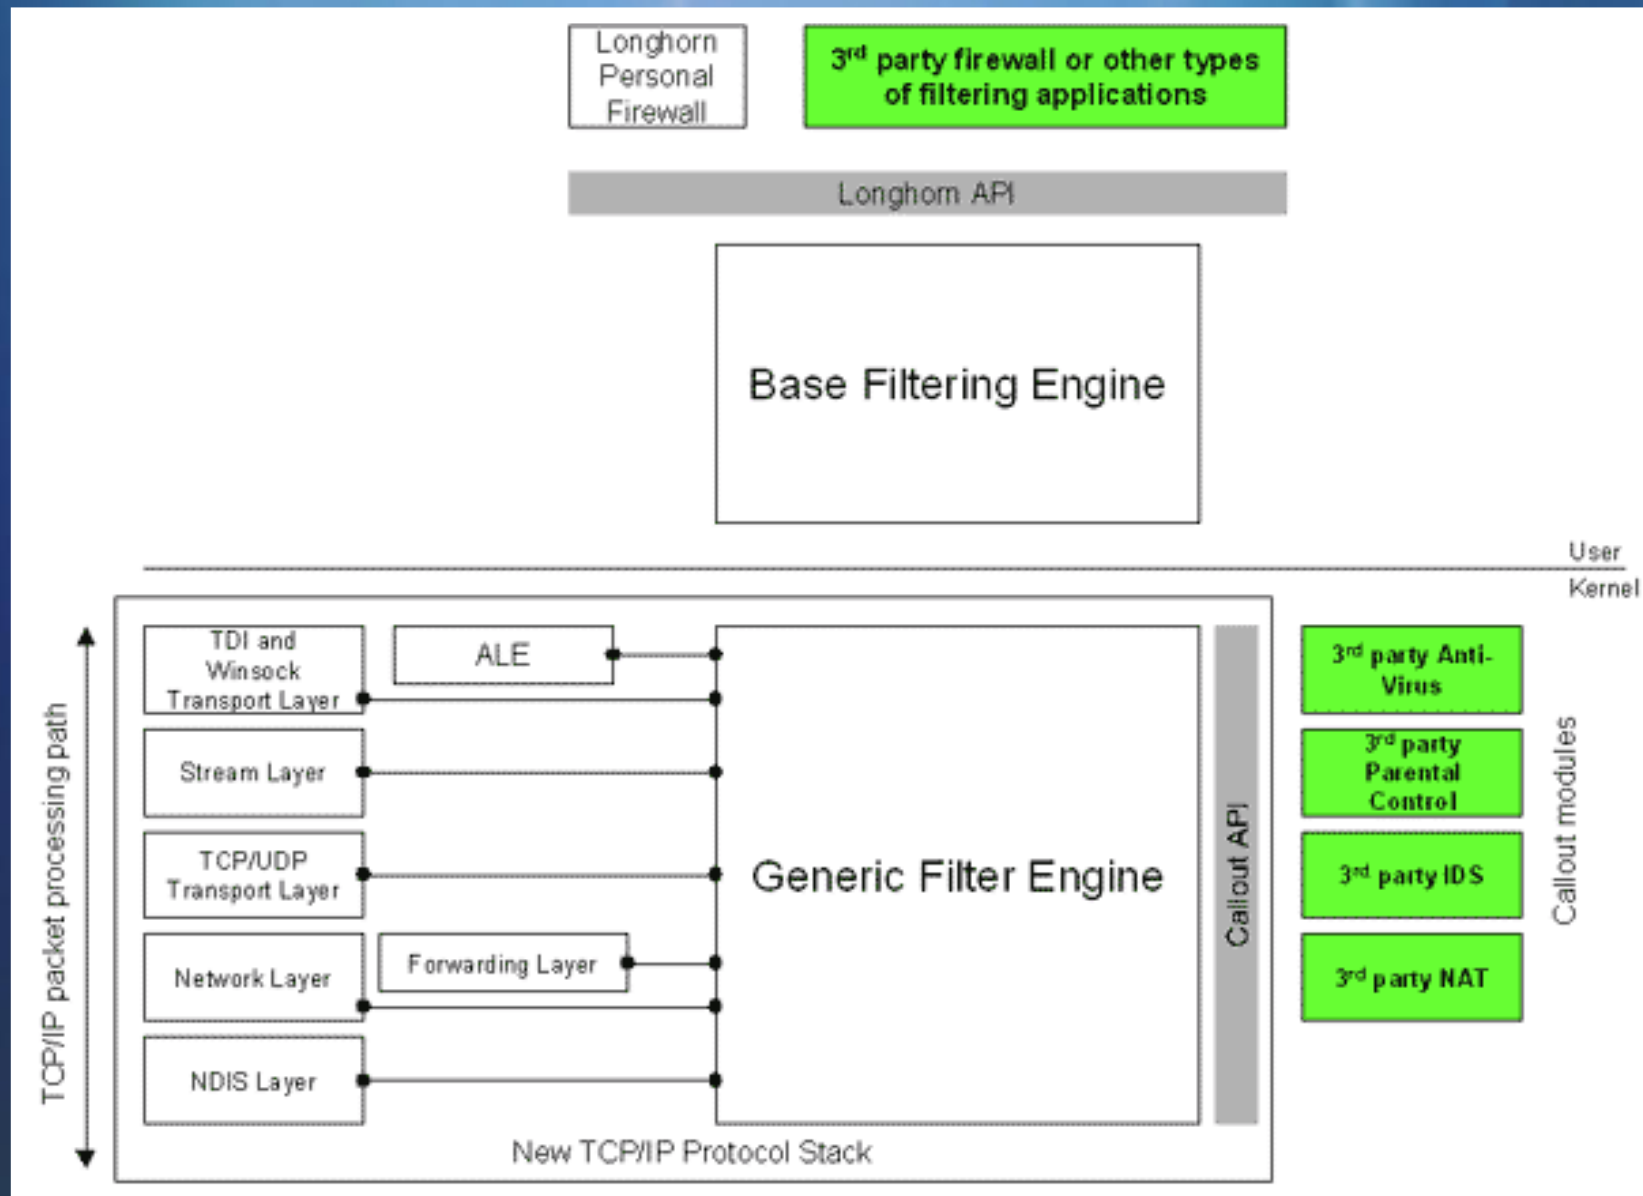 Longhorn
Personal
Firewall
3rd party firewall or other types
of filtering applications
Longhorn API
Base Filtering Engine
User
Kernel
TCP/IP packet processing path
TDI and
Winsock
Transport Layer
ALE
Stream Layer
TCP/UDP
Transport Layer
Network Layer
Forwarding Layer
NDIS Layer
Generic Filter Engine
Callout API
New TCP/IP Protocol Stack
3rd party Anti-
Virus
3rd party
Parental
Control
3rd party IDS
3rd party NAT
Callout modules